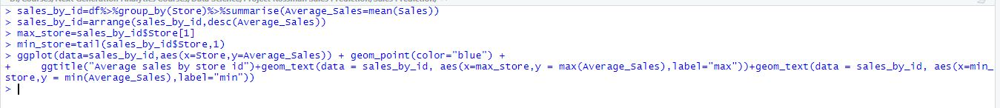 > sales_by_id=df%>%group_by(Store)%>%summarise(Average_Sales=mean(Sales))
> sales_by_id=arrange(sales_by_id,desc(Average_Sales))
> max_store=sales_by_id$Store[1]
> min_store=tail(sales_by_id$Store,1)
> ggplot(data=sales_by_id,aes(x=Store,y=Average_Sales)) + geom_point(color="blue") +
+     ggtitle("Average sales by store id")+geom_text(data = sales_by_id, aes(x=max_store,y = max(Average_Sales),label="max"))+geom_text(data = sales_by_id, aes(x=min_
store,y = min(Average_Sales),label="min"))
>